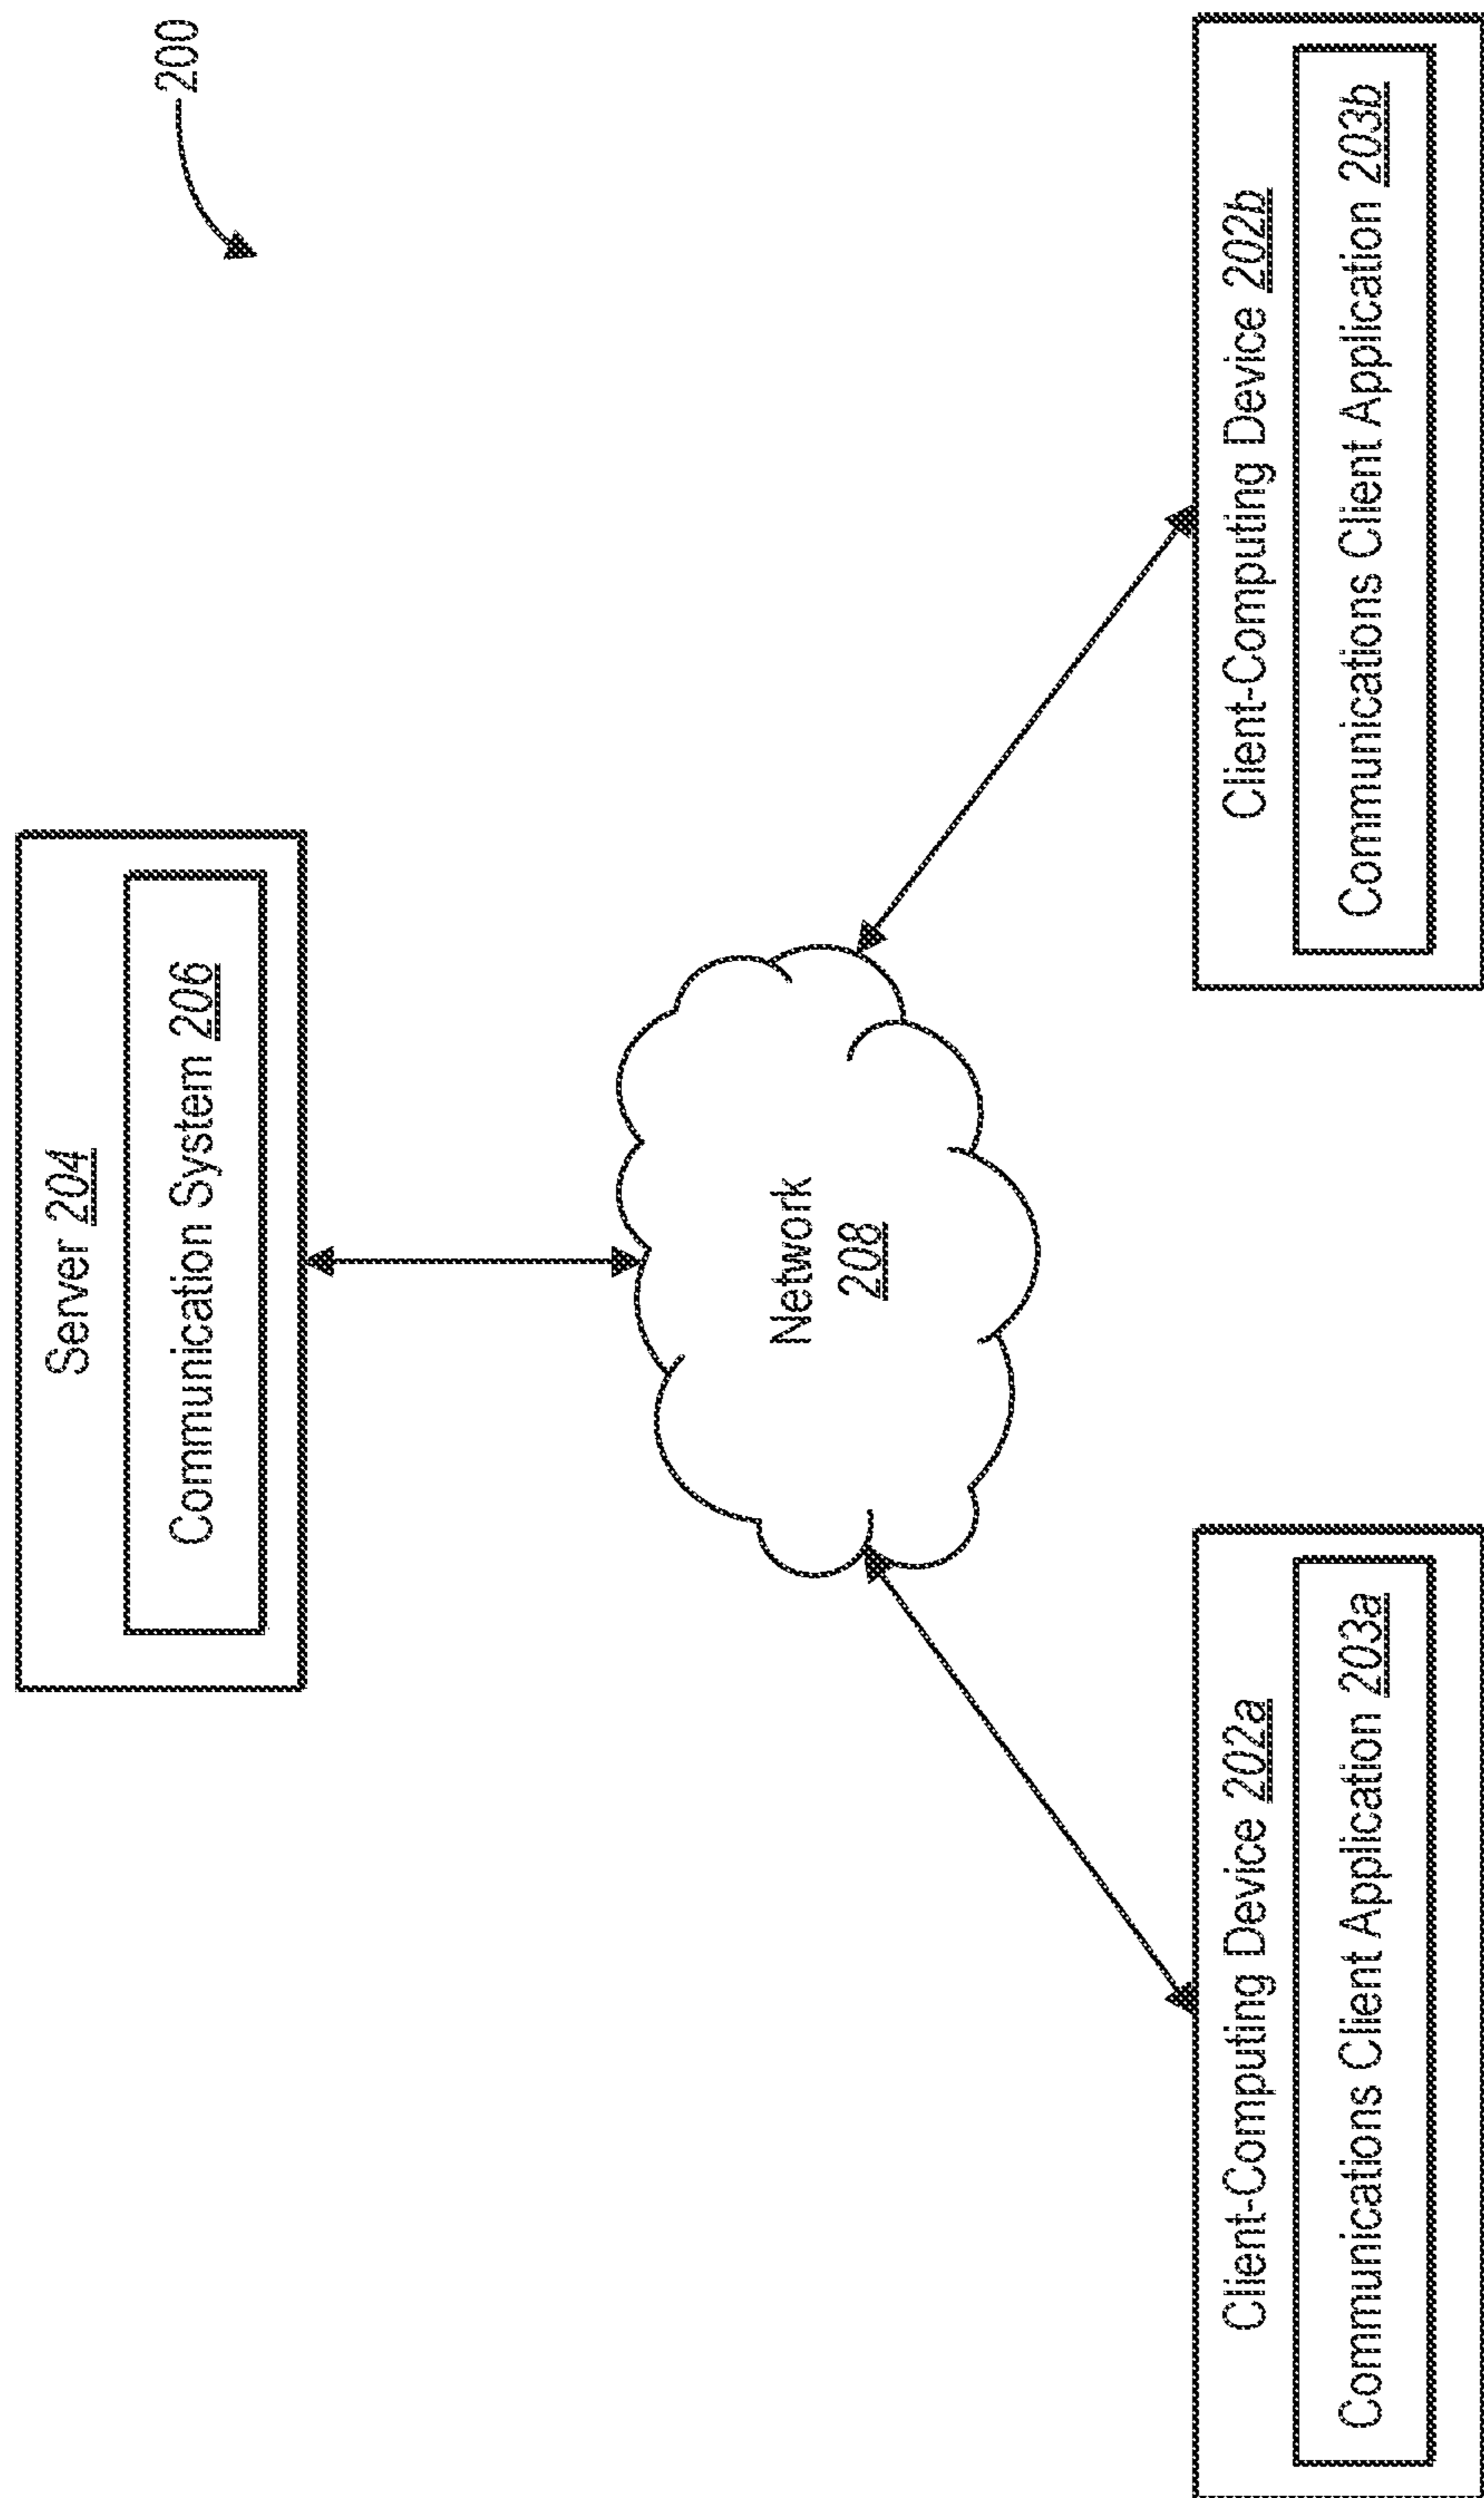 200
Server 204
Communication System 206
Network
208
Client-Computing Device 202a
Communications Client Application 203a
Client-Computing Device 202b
Communications Client Application 203b